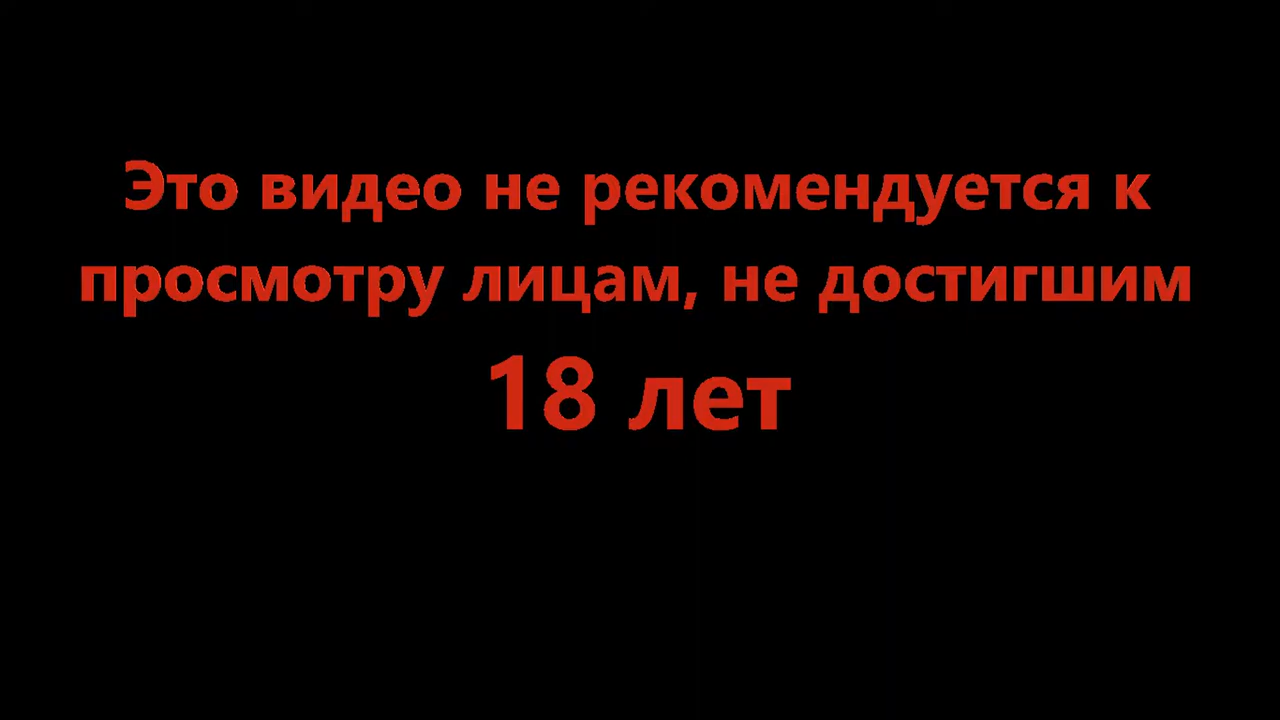 Это видео не рекомендуется к
просмотру лицам, не достигшим
18 лет